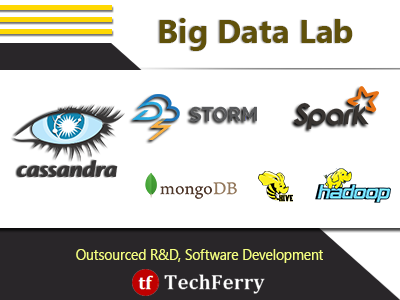 Big Data Lab
cassandra
STORM
Spark
mongoDB
HIVE
hadoop
Outsourced R&D, Software Development
tf TechFerry